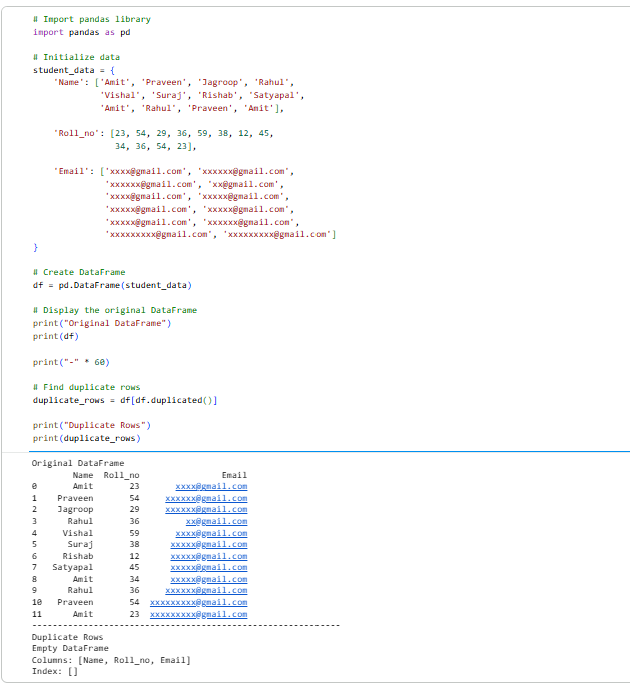 # Import pandas library
import pandas as pd
# Initialize data
student_data = {
'Name': ['Amit', 'Praveen', 'Jagroop', 'Rahul',
'Vishal', 'Suraj', 'Rishab', 'Satyapal',
'Amit', 'Rahul', 'Praveen', 'Amit'],
'Roll_no': [23, 54, 29, 36, 59, 38, 12, 45,
34, 36, 54, 23],
'Email': ['xxxx@gmail.com', 'xxxxxx@gmail.com',
'xxxxxx@gmail.com', 'xx@gmail.com',
'xxxx@gmail.com', 'xxxxx@gmail.com',
'xxxxx@gmail.com', 'xxxxx@gmail.com',
'xxxxx@gmail.com', 'xxxxxx@gmail.com',
'xxxxxxxxx@gmail.com', 'xxxxxxxxx@gmail.com']
}
# Create DataFrame
df = pd.DataFrame(student_data)
# Display the original DataFrame
print("Original DataFrame")
print(df)
print("-" * 60)
# Find duplicate rows
duplicate_rows = df[df.duplicated()]
print("Duplicate Rows")
print(duplicate_rows)
Original DataFrame
Name Roll_no Email
0 Amit 23 xxxx@gmail.com
1 Praveen 54 xxxxxx@gmail.com
2 Jagroop 29 xxxxxx@gmail.com
3 Rahul 36 xx@gmail.com
4 Vishal 59 xxxx@gmail.com
5 Suraj 38 xxxxx@gmail.com
6 Rishab 12 xxxxx@gmail.com
7 Satyapal 45 xxxxx@gmail.com
8 Amit 34 xxxxx@gmail.com
9 Rahul 36 xxxxxx@gmail.com
10 Praveen 54 xxxxxxxxx@gmail.com
11 Amit 23 xxxxxxxxx@gmail.com
------------------------------------------------------------
Duplicate Rows
Empty DataFrame
Columns: [Name, Roll_no, Email]
Index: []